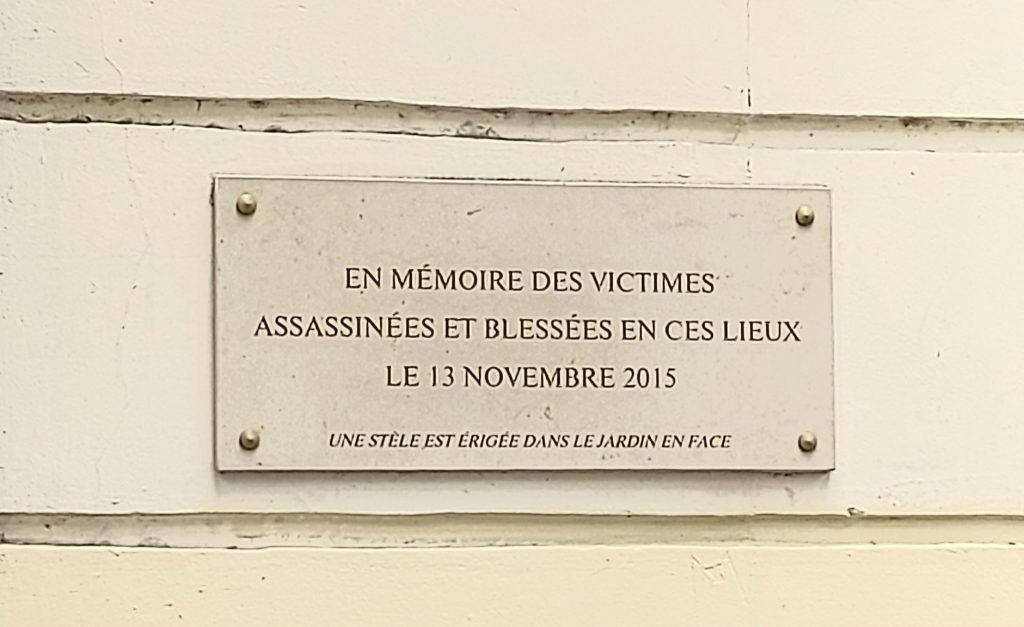 EN MÉMOIRE DES VICTIMES
ASSASSINÉES ET BLESSÉES EN CES LIEUX
LE 13 NOVEMBRE 2015
UNE STÈLE EST ÉRIGÉE DANS LE JARDIN EN FACE